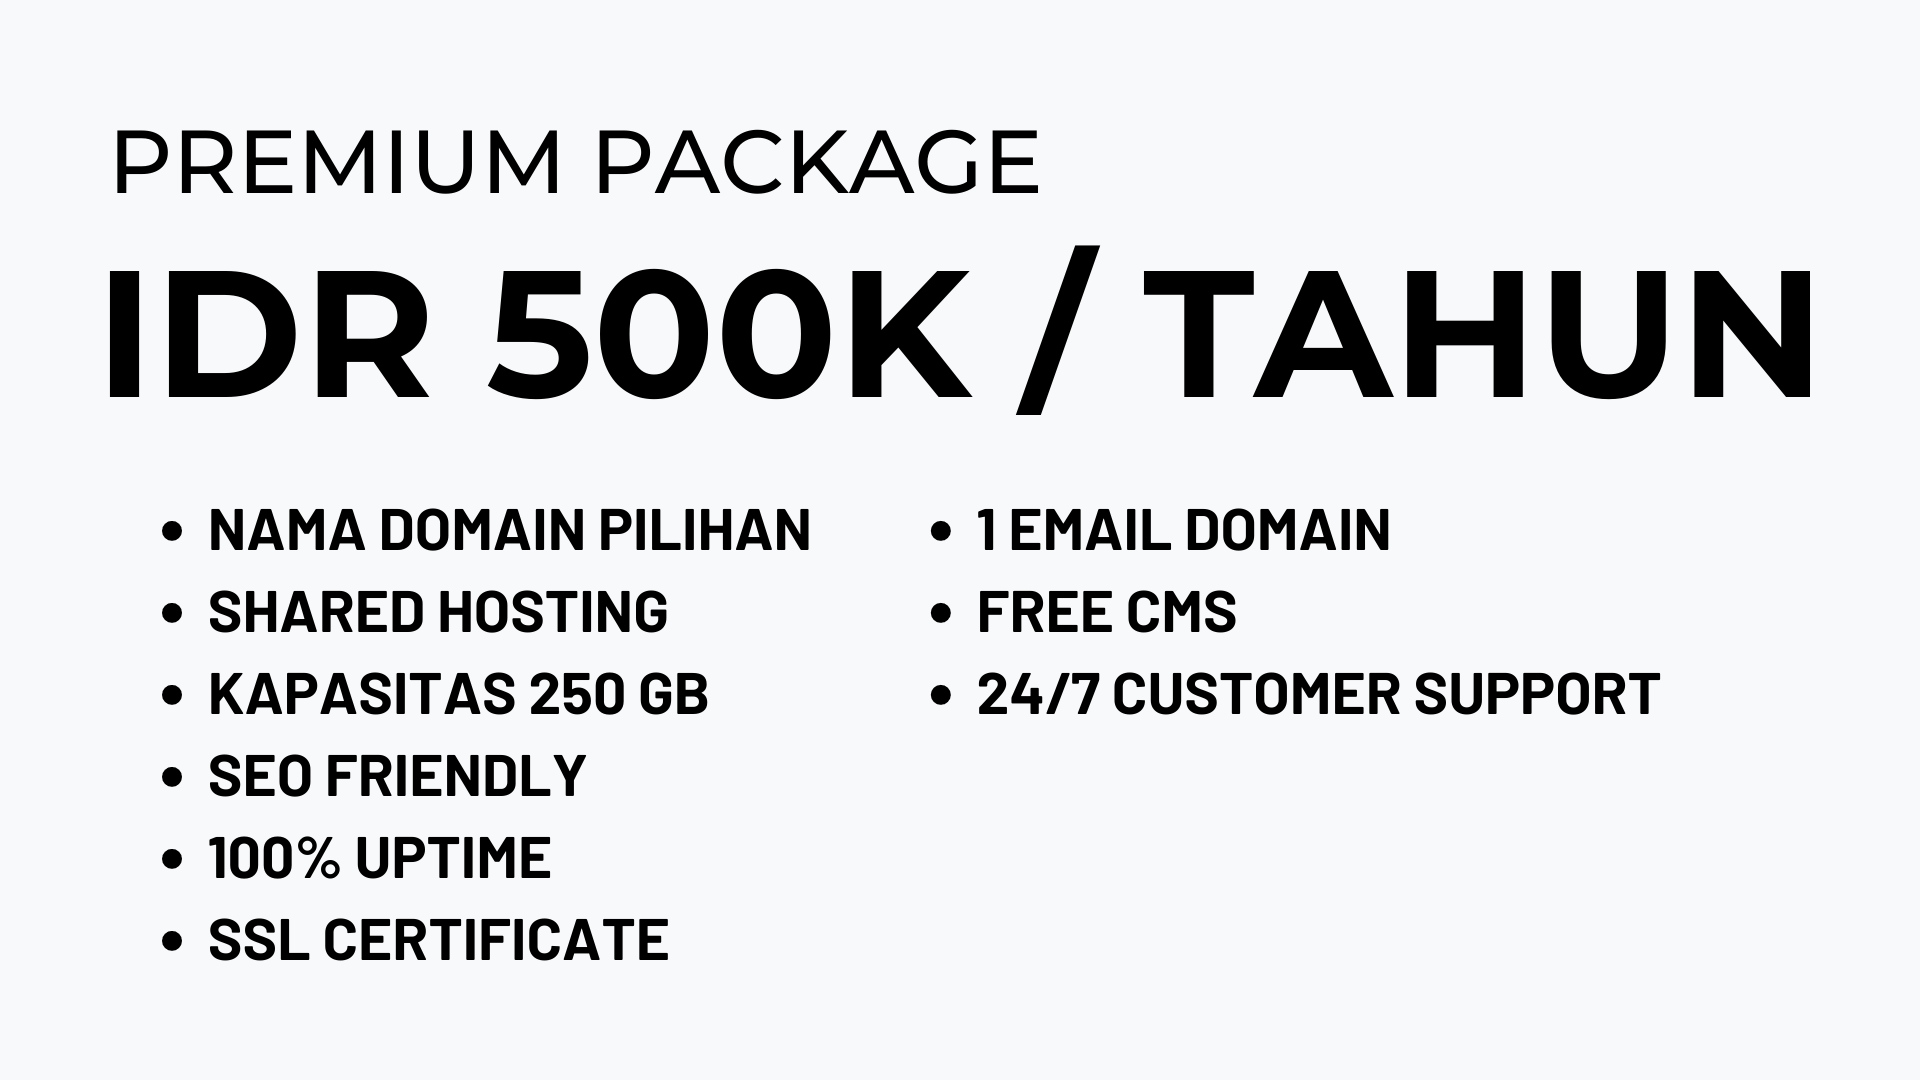 PREMIUM PACKAGE
IDR 500K / TAHUN
• NAMA DOMAIN PILIHAN
• SHARED HOSTING
• KAPASITAS 250 GB
• SEO FRIENDLY
• 100% UPTIME
• SSL CERTIFICATE
• 1 EMAIL DOMAIN
• FREE CMS
• 24/7 CUSTOMER SUPPORT